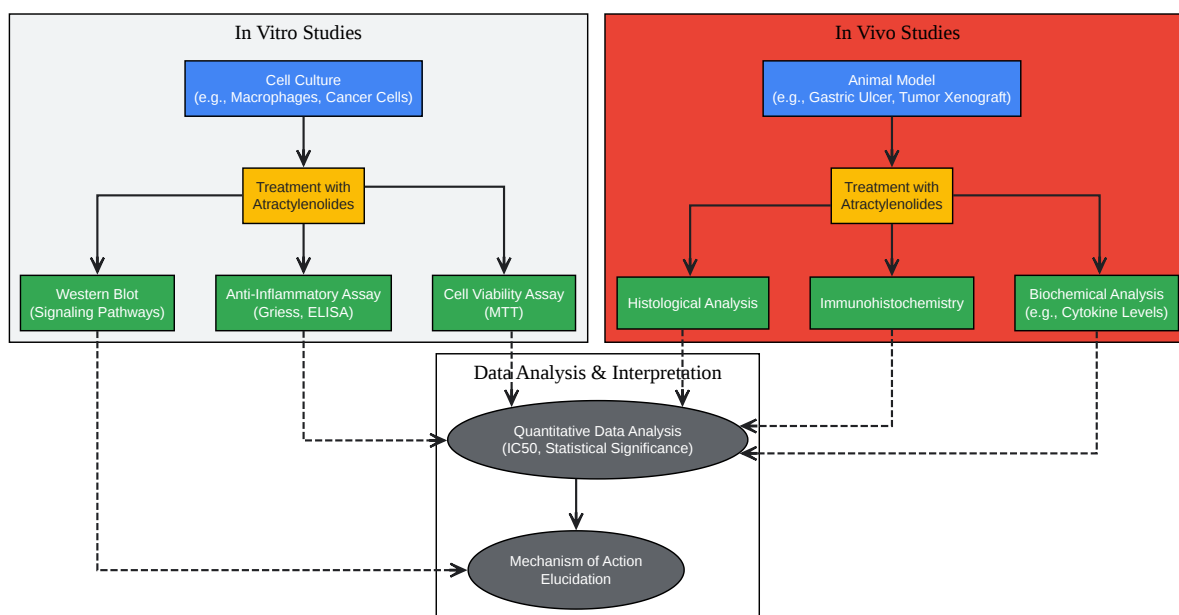 In Vitro Studies
Cell Culture
(e.g., Macrophages, Cancer Cells)
Treatment with
Atractylenolides
Western Blot
(Signaling Pathways)
Anti-Inflammatory Assay
(Griess, ELISA)
Cell Viability Assay
(MTT)
In Vivo Studies
Animal Model
(e.g., Gastric Ulcer, Tumor Xenograft)
Treatment with
Atractylenolides
Histological Analysis
Immunohistochemistry
Biochemical Analysis
(e.g., Cytokine Levels)
Data Analysis & Interpretation
Quantitative Data Analysis
(IC50, Statistical Significance)
Mechanism of Action
Elucidation